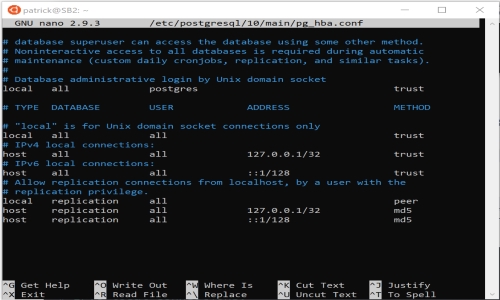 patrick@SB2: ~
GNU nano 2.9.3 /etc/postgresql/10/main/pg_hba.conf
# database superuser can access the database using some other method.
# Noninteractive access to all databases is required during automatic
# maintenance (custom daily cronjobs, replication, and similar tasks).
#
# Database administrative login by Unix domain socket
local all postgres trust
# TYPE DATABASE USER ADDRESS METHOD
# "local" is for Unix domain socket connections only
local all all trust
# IPv4 local connections:
host all all 127.0.0.1/32 trust
# IPv6 local connections:
host all all ::1/128 trust
# Allow replication connections from localhost, by a user with the
# replication privilege.
local replication all peer
host replication all 127.0.0.1/32 md5
host replication all ::1/128 md5
^G Get Help ^O Write Out ^W Where Is ^K Cut Text ^J Justify
^X Exit ^R Read File ^\ Replace ^U Uncut Text ^T To Spell